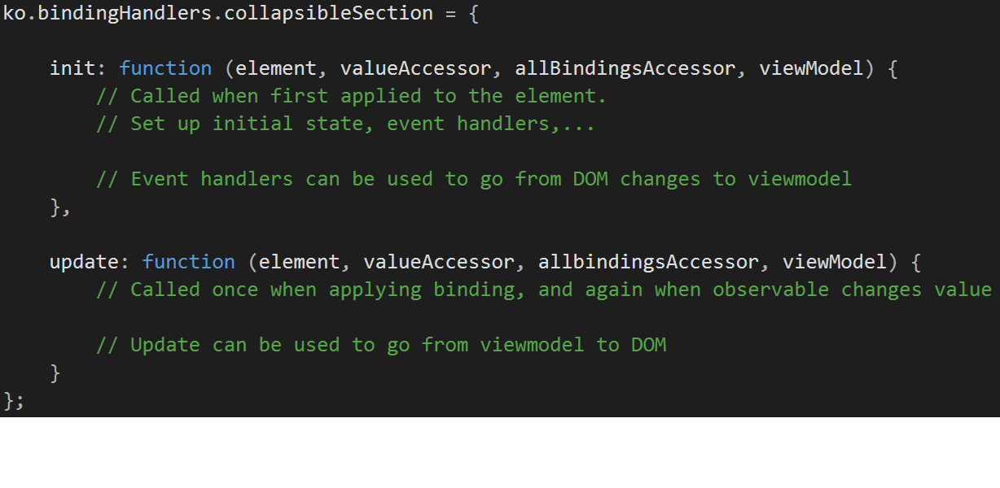 ko.bindingHandlers.collapsibleSection = {
init: function (element, valueAccessor, allBindingsAccessor, viewModel) {
// Called when first applied to the element.
// Set up initial state, event handlers,...
// Event handlers can be used to go from DOM changes to viewmodel
},
update: function (element, valueAccessor, allbindingsAccessor, viewModel) {
// Called once when applying binding, and again when observable changes value
// Update can be used to go from viewmodel to DOM
}
};